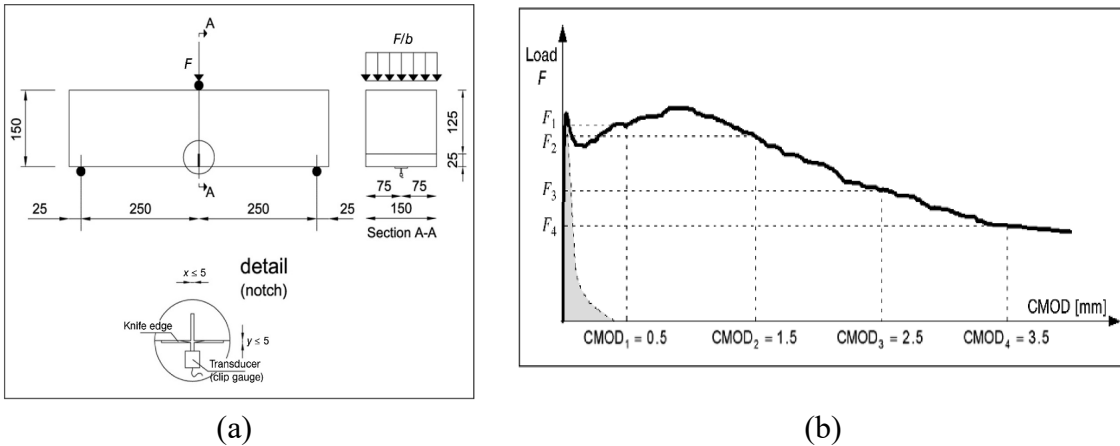 A
F
F/b
150
125
25
A
75 75
25 250 250 25
150
Section A-A
detail
(notch)
x ≤ 5
Knife edge
y ≤ 5
Transducer
(clip gauge)
(a)
Load
F
F₁
F₂
F₃
F₄
CMOD [mm]
CMOD₁ = 0.5 CMOD₂ = 1.5 CMOD₃ = 2.5 CMOD₄ = 3.5
(b)